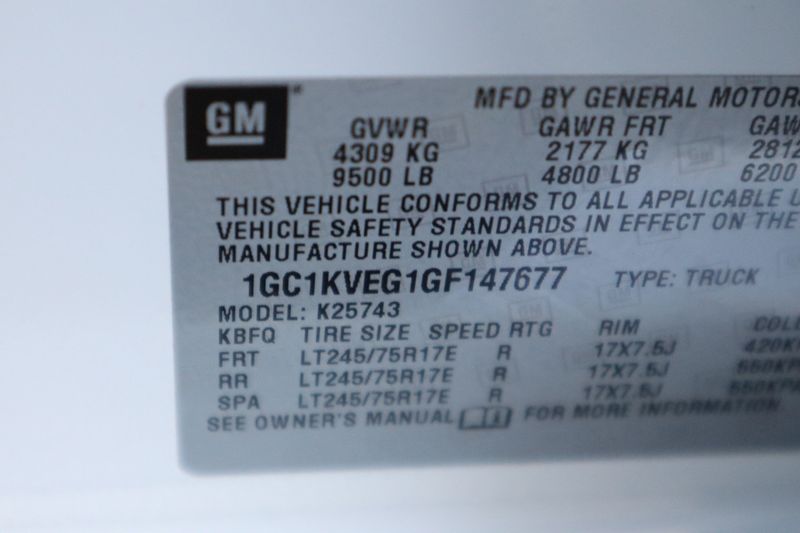 GM
MFD BY GENERAL MOTORS
GVWR GAWR FRT GAW
4309 KG 2177 KG 2812
9500 LB 4800 LB 6200
THIS VEHICLE CONFORMS TO ALL APPLICABLE U
VEHICLE SAFETY STANDARDS IN EFFECT ON THE
MANUFACTURE SHOWN ABOVE.
1GC1KVEG1GF147677 TYPE: TRUCK
MODEL: K25743
KBFQ TIRE SIZE SPEED RTG RIM COL
FRT LT245/75R17E R 17X7.5J 420K
RR LT245/75R17E R 17X7.5J 550KP
SPA LT245/75R17E R 17X7.5J 550KPA
SEE OWNER'S MANUAL FOR MORE INFORMATION